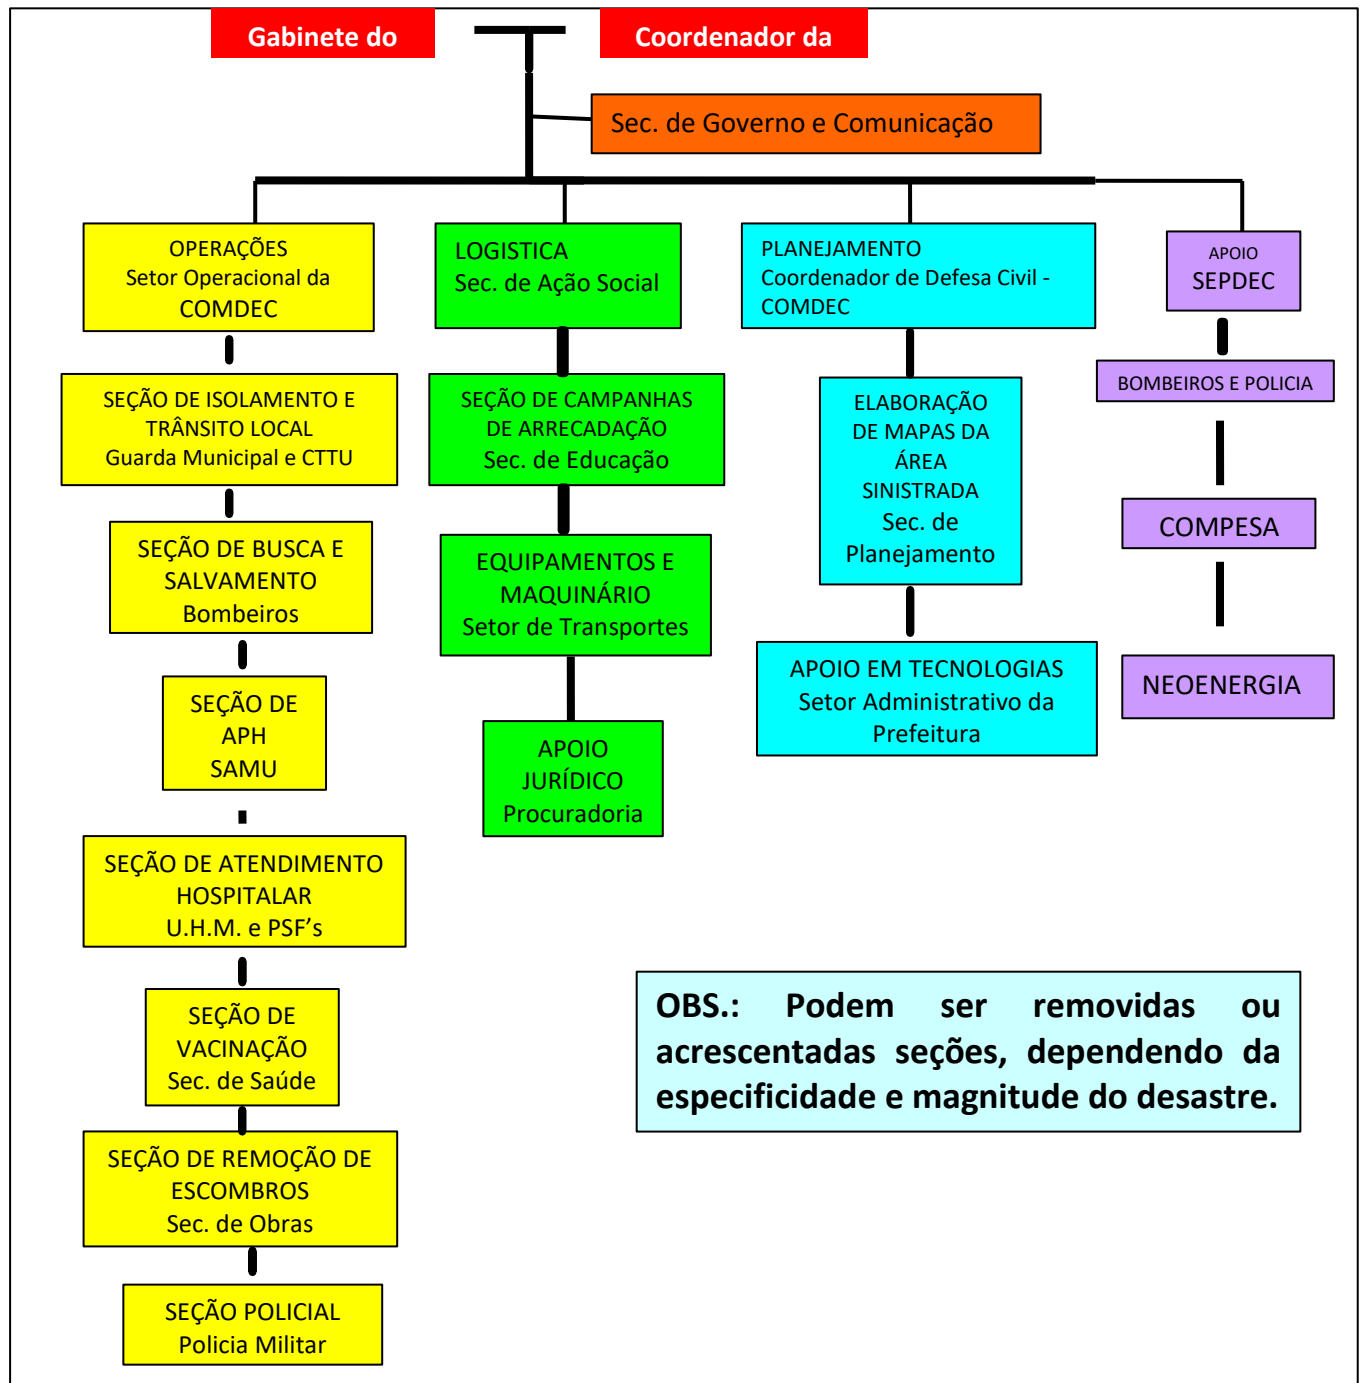 Gabinete do
Coordenador da
Sec. de Governo e Comunicação
OPERAÇÕES
Setor Operacional da
COMDEC
SEÇÃO DE ISOLAMENTO E
TRÂNSITO LOCAL
Guarda Municipal e CTTU
SEÇÃO DE BUSCA E
SALVAMENTO
Bombeiros
SEÇÃO DE
APH
SAMU
SEÇÃO DE ATENDIMENTO
HOSPITALAR
U.H.M. e PSF’s
SEÇÃO DE
VACINAÇÃO
Sec. de Saúde
SEÇÃO DE REMOÇÃO DE
ESCOMBROS
Sec. de Obras
SEÇÃO POLICIAL
Policia Militar
LOGISTICA
Sec. de Ação Social
SEÇÃO DE CAMPANHAS
DE ARRECADAÇÃO
Sec. de Educação
EQUIPAMENTOS E
MAQUINÁRIO
Setor de Transportes
APOIO
JURÍDICO
Procuradoria
PLANEJAMENTO
Coordenador de Defesa Civil -
COMDEC
ELABORAÇÃO
DE MAPAS DA
ÁREA
SINISTRADA
Sec. de
Planejamento
APOIO EM TECNOLOGIAS
Setor Administrativo da
Prefeitura
APOIO
SEPDEC
BOMBEIROS E POLICIA
COMPESA
NEOENERGIA
OBS.: Podem ser removidas ou
acrescentadas seções, dependendo da
especificidade e magnitude do desastre.